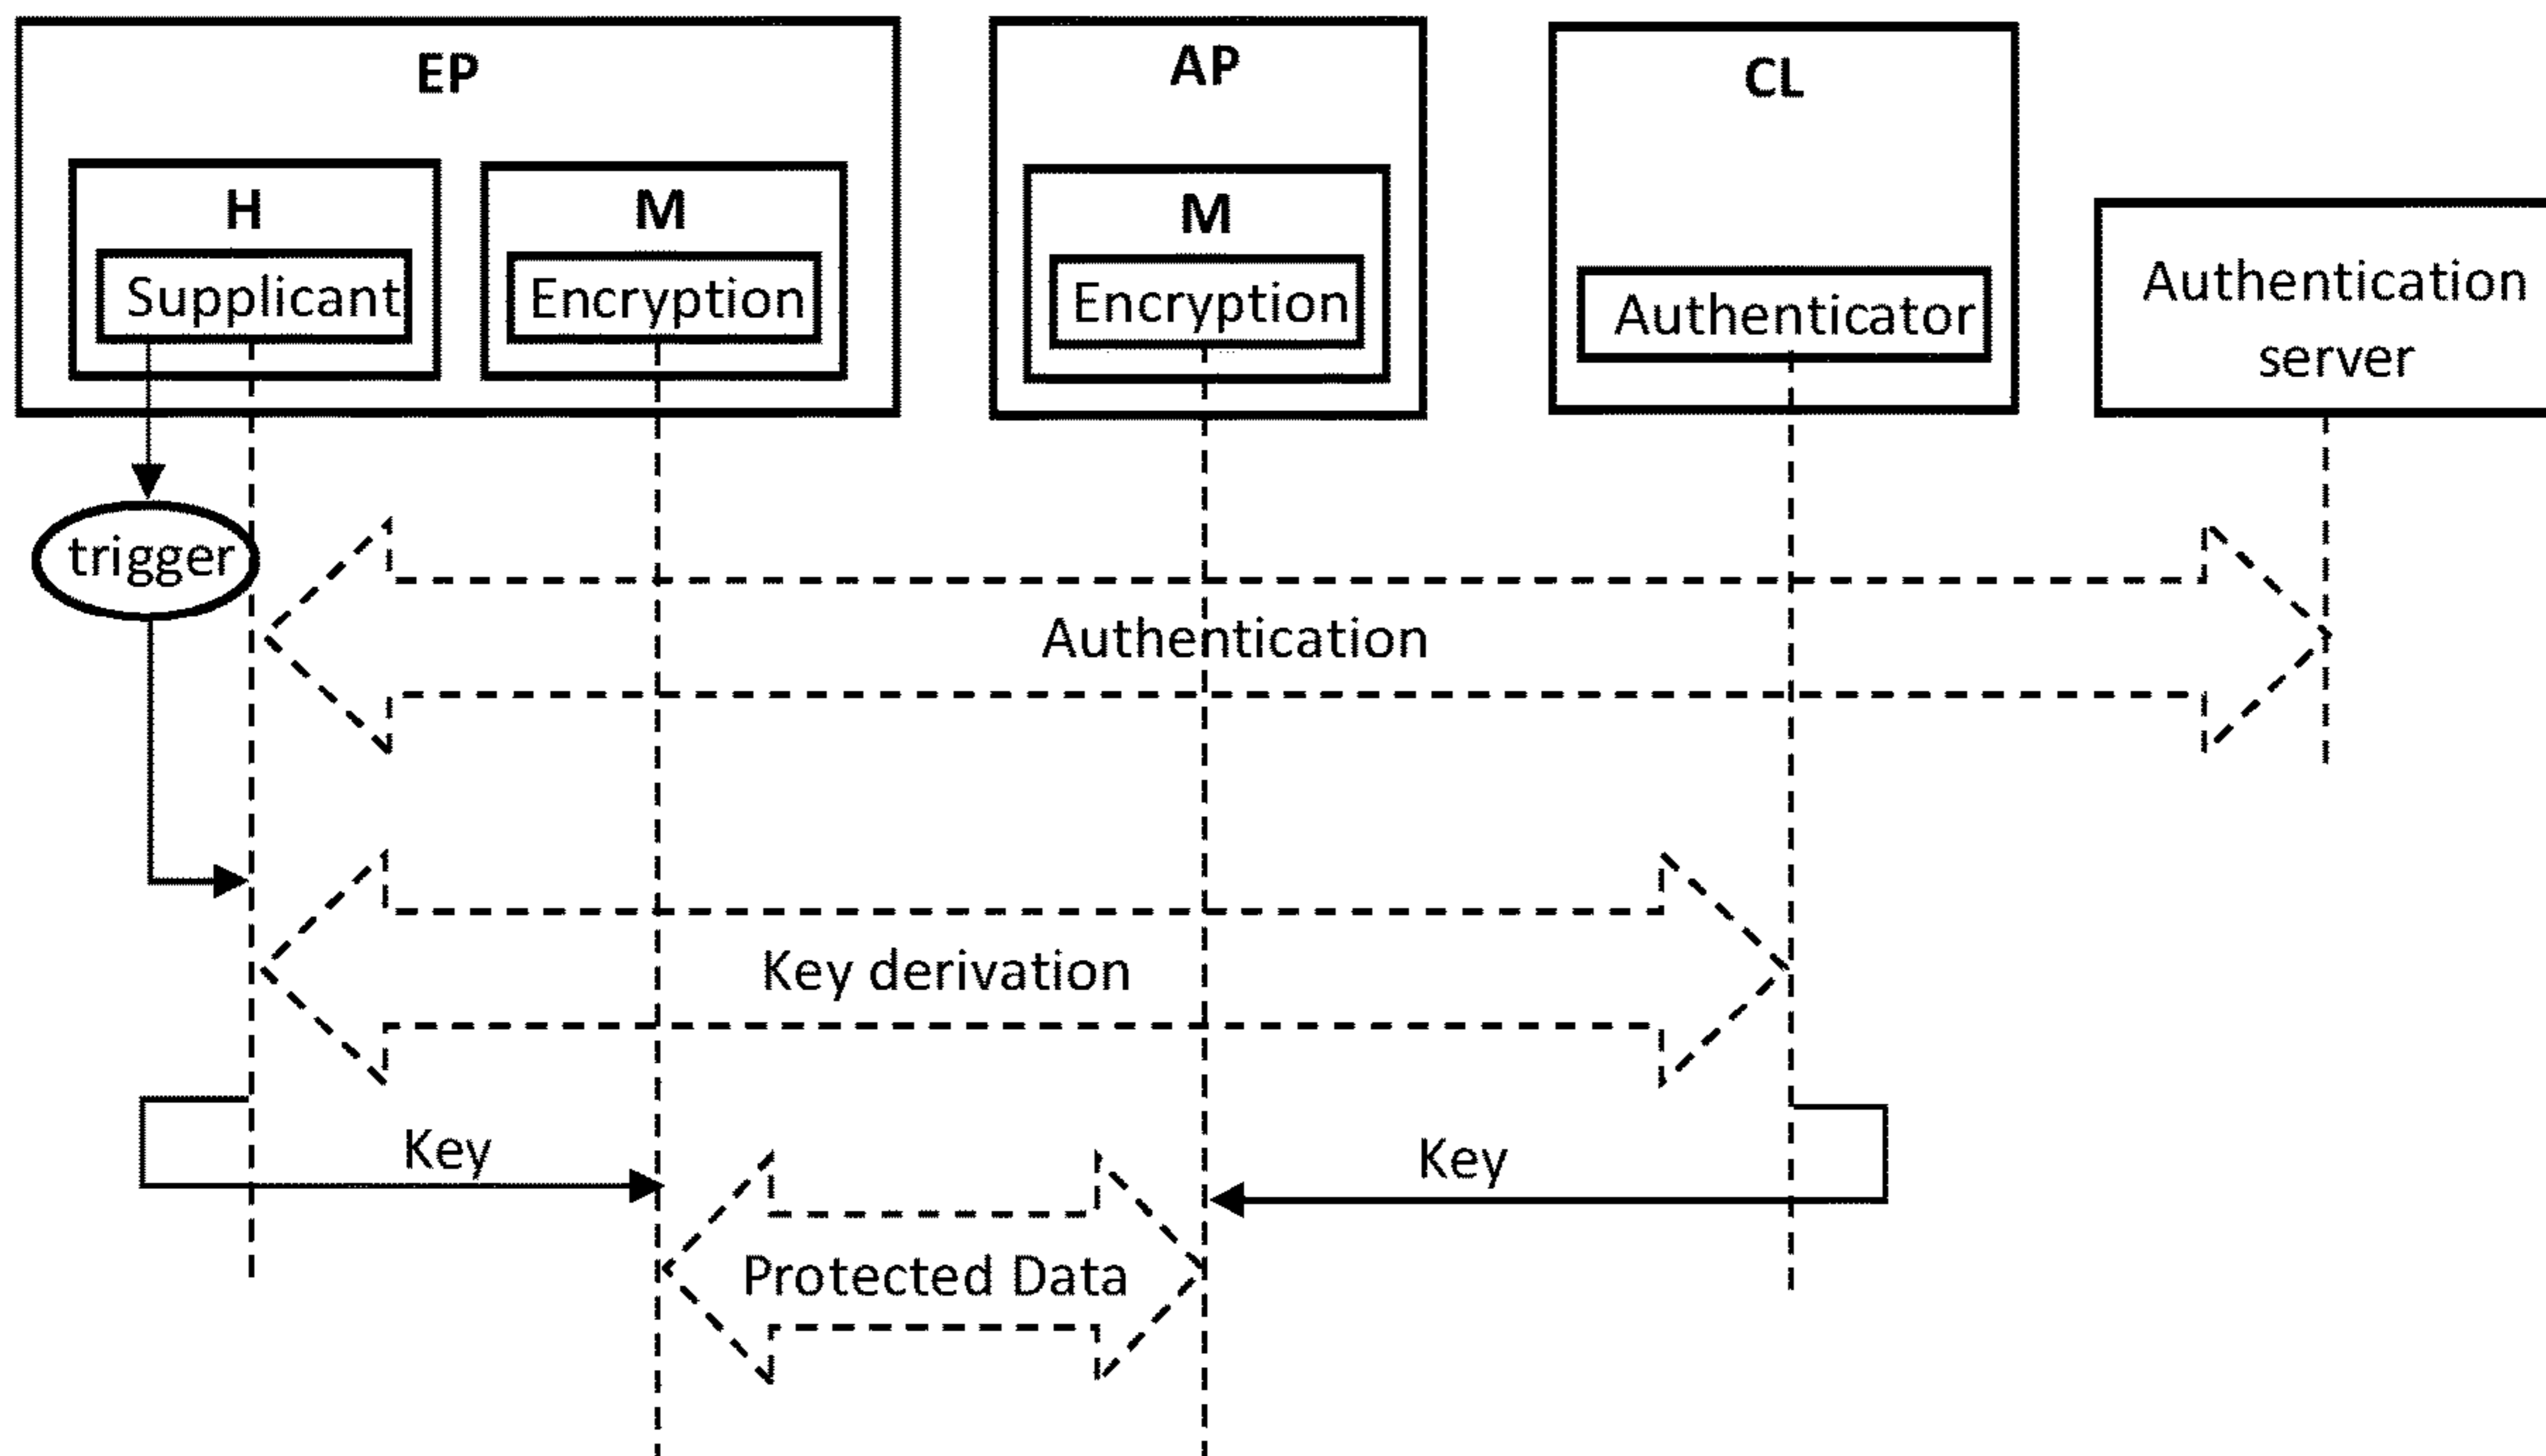 EP
AP
CL
H
M
M
Supplicant
Encryption
Encryption
Authenticator
Authentication
server
trigger
Authentication
Key derivation
Key
Key
Protected Data